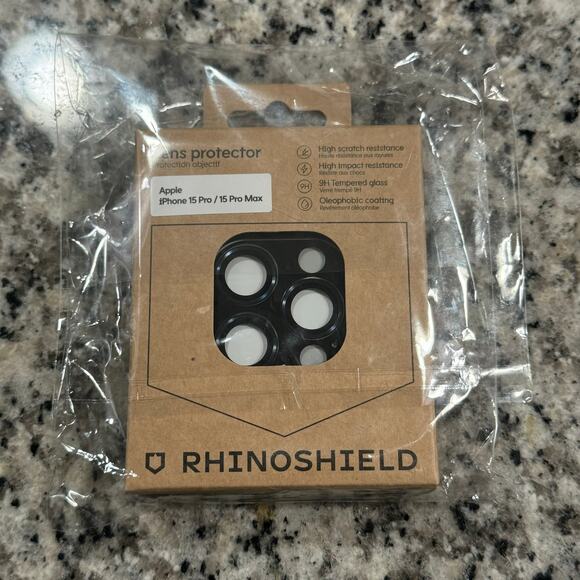 lens protector
protection objectif
Apple
iPhone 15 Pro / 15 Pro Max
High scratch resistance
Haute résistance aux rayures
High impact resistance
Résiste aux chocs
9H
9H Tempered glass
Verre trempé 9H
Oleophobic coating
Revêtement oléophobe
RHINOSHIELD